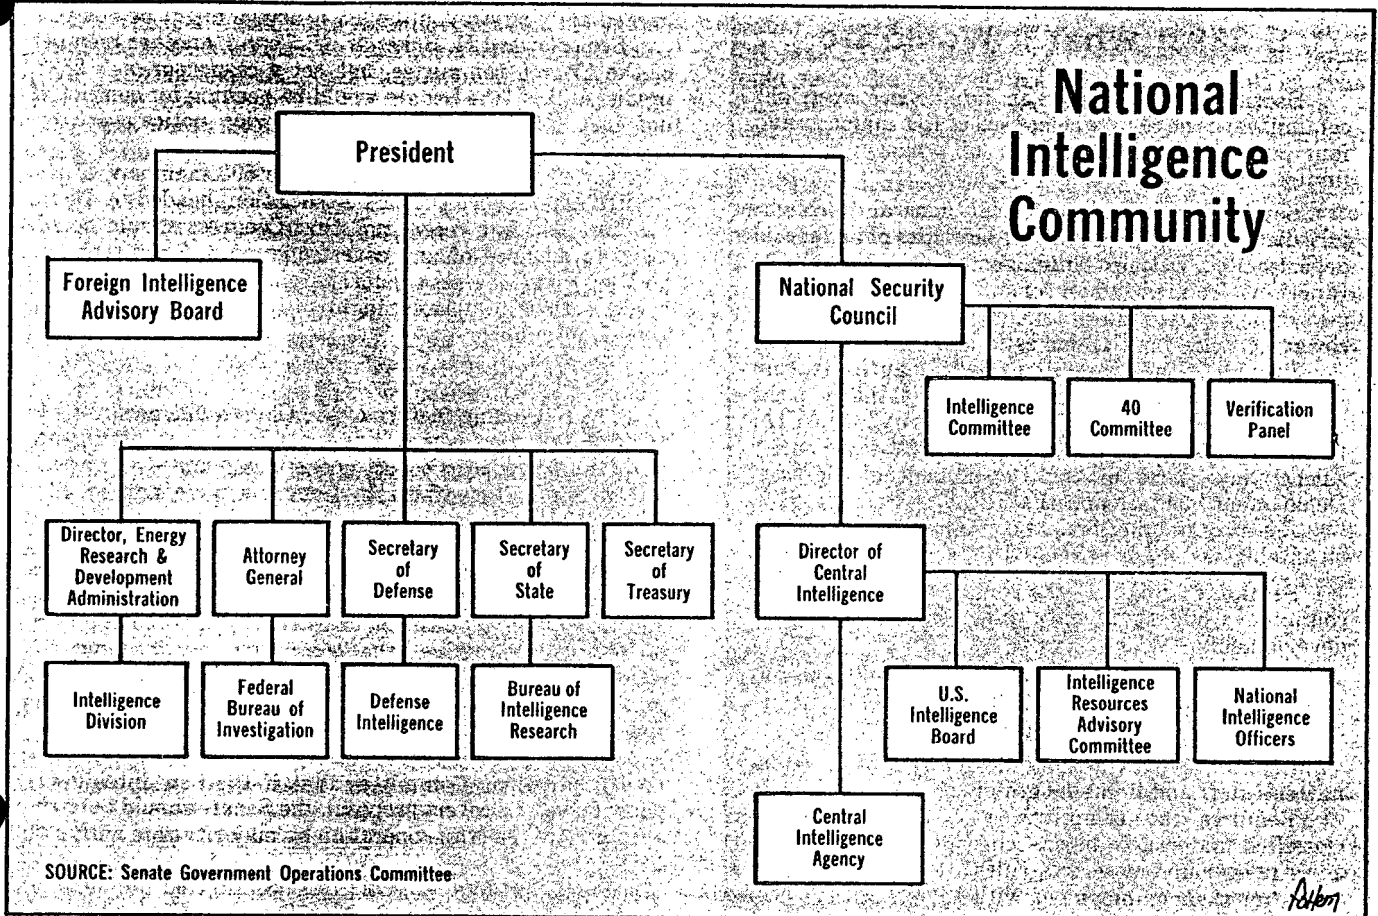 National
Intelligence
Community
President
Foreign Intelligence
Advisory Board
National Security
Council
Intelligence
Committee
40
Committee
Verification
Panel
Director, Energy
Research &
Development
Administration
Attorney
General
Secretary
of
Defense
Secretary
of
State
Secretary
of
Treasury
Director of
Central
Intelligence
Intelligence
Division
Federal
Bureau of
Investigation
Defense
Intelligence
Bureau of
Intelligence
Research
U.S.
Intelligence
Board
Intelligence
Resources
Advisory
Committee
National
Intelligence
Officers
Central
Intelligence
Agency
SOURCE: Senate Government Operations Committee